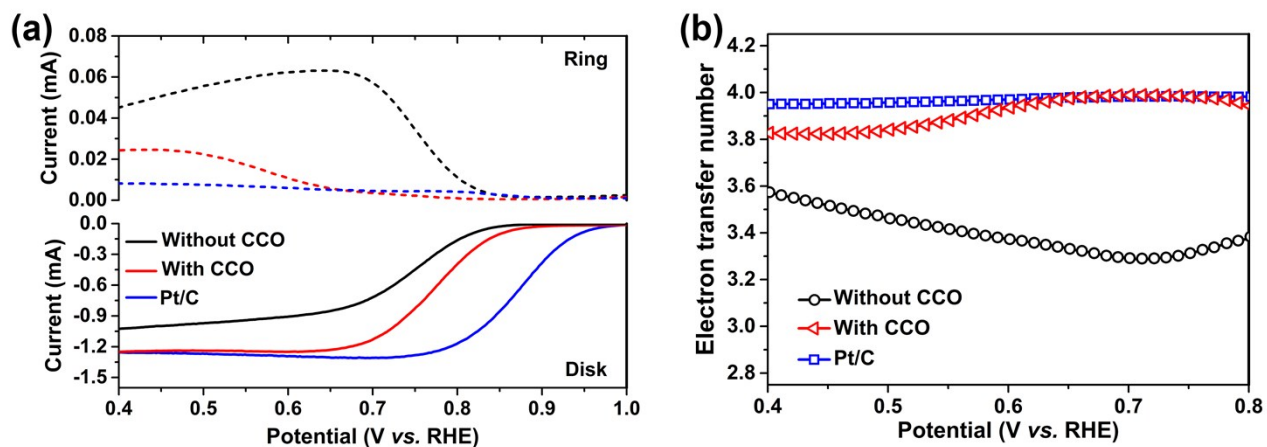 (a)
Current (mA)
0.08
0.06
0.04
0.02
0.00
Ring
Current (mA)
0.0
-0.3
-0.6
-0.9
-1.2
-1.5
Without CCO
With CCO
Pt/C
Disk
0.4 0.5 0.6 0.7 0.8 0.9 1.0
Potential (V vs. RHE)
(b)
Electron transfer number
4.2
4.0
3.8
3.6
3.4
3.2
3.0
2.8
Without CCO
With CCO
Pt/C
0.4 0.5 0.6 0.7 0.8
Potential (V vs. RHE)